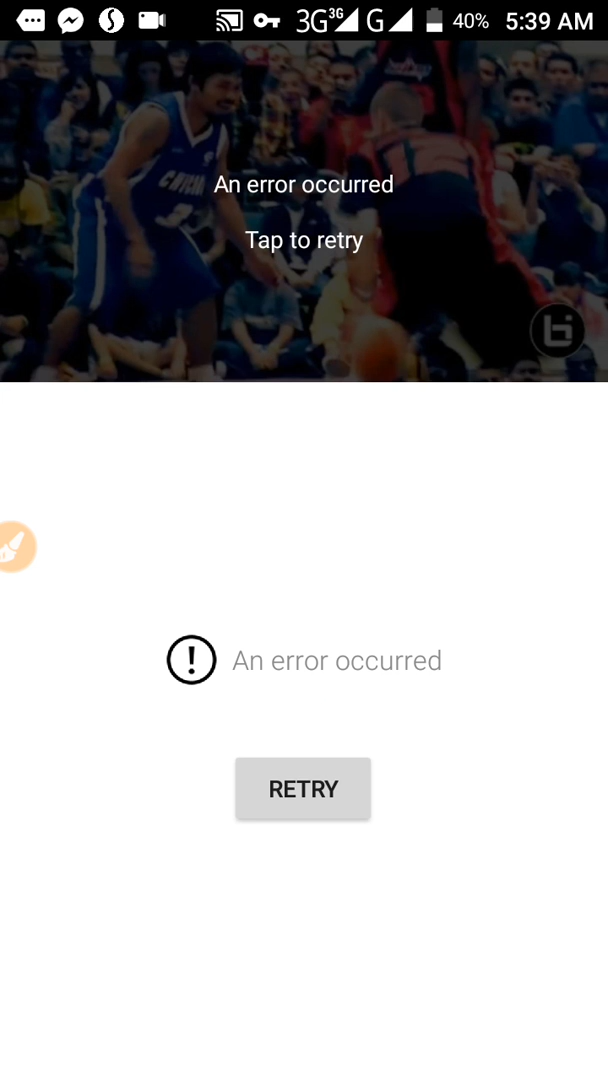 3G 3G G 40% 5:39 AM
An error occurred
Tap to retry
An error occurred
RETRY